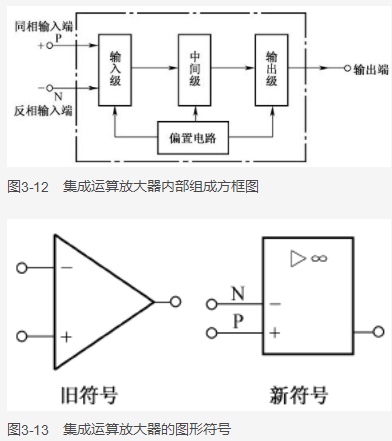 同相输入端
+ P
- N
反相输入端
输入级
中间级
输出级
输出端
偏置电路
图3-12 集成运算放大器内部组成方框图
-
+
旧符号
▷∞
N -
P +
新符号
图3-13 集成运算放大器的图形符号